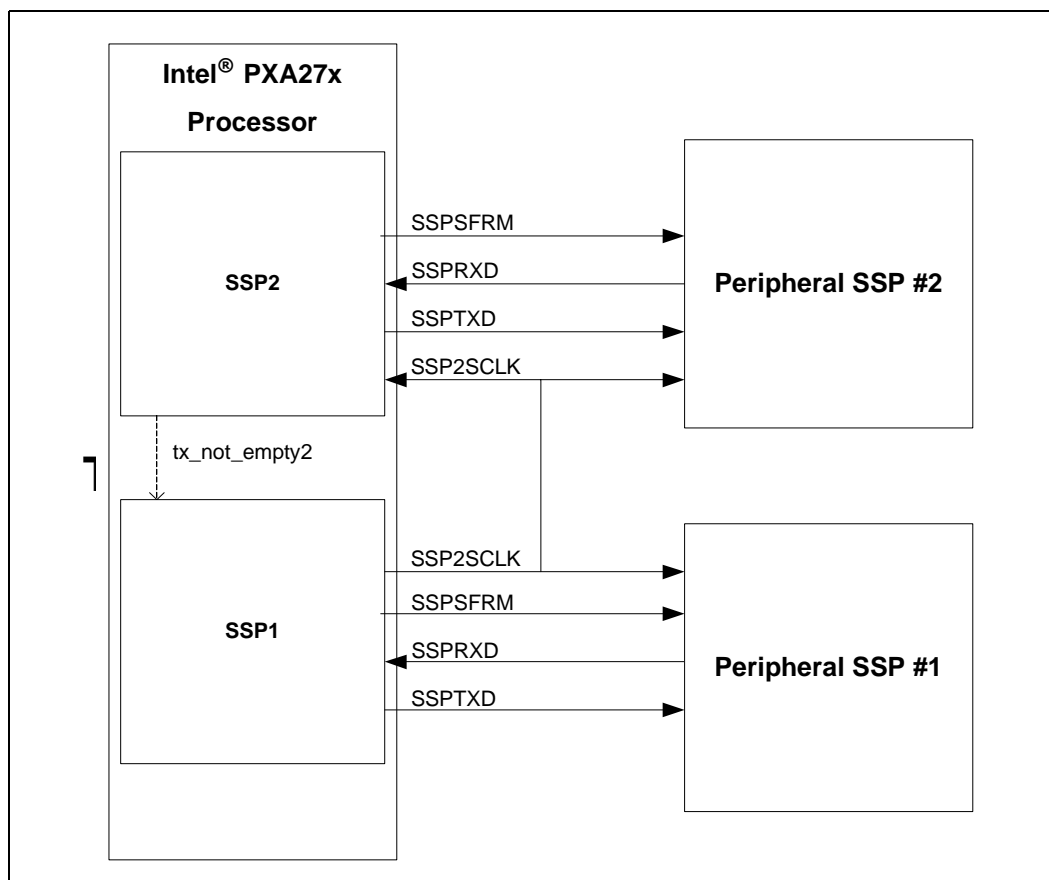 Intel® PXA27x
Processor
SSP2
SSPSFRM
SSPRXD
SSPTXD
SSP2SCLK
Peripheral SSP #2
tx_not_empty2
SSP1
SSP2SCLK
SSPSFRM
SSPRXD
SSPTXD
Peripheral SSP #1